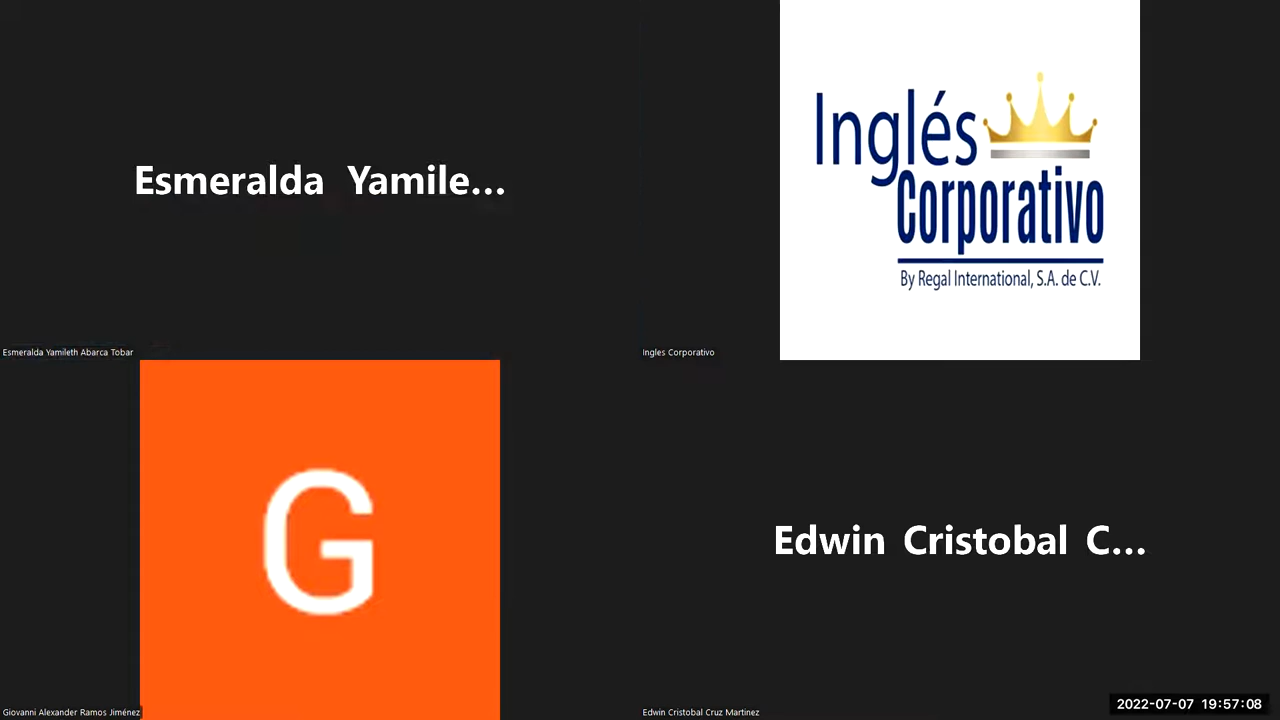 Esmeralda Yamile...
Esmeralda Yamileth Abarca Tobar
Inglés
Corporativo
By Regal International, S.A. de C.V.
Ingles Corporativo
G
Giovanni Alexander Ramos Jiménez
Edwin Cristobal C...
Edwin Cristobal Cruz Martinez
2022-07-07 19:57:08